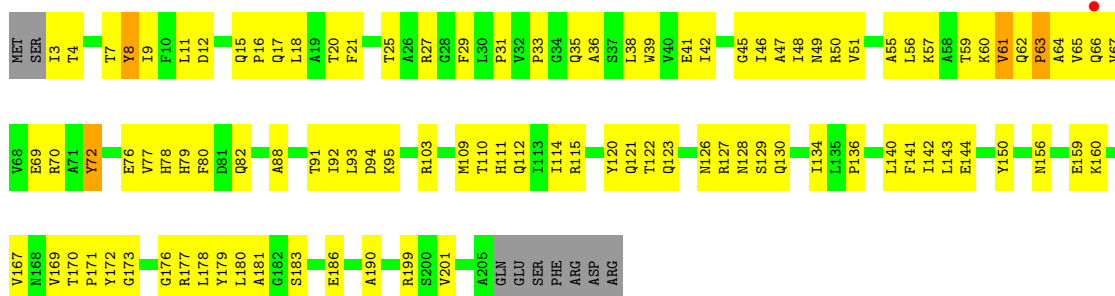 MET SER I3 T4 T7 Y8 I9 F10 L11 D12 Q15 P16 Q17 L18 A19 T20 F21 T25 A26 R27 G28 F29 L30 P31 V32 P33 G34 Q35 A36 S37 L38 W39 V40 E41 I42 G45 I46 A47 I48 N49 R50 V51 A55 L56 K57 A58 T59 K60 V61 Q62 P63 A64 V65 Q66 V67
V68 E69 R70 A71 Y72 E76 V77 H78 H79 F80 D81 Q82 A88 T91 I92 L93 D94 K95 R103 M109 T110 H111 Q112 I113 I114 R115 Y120 Q121 T122 Q123 N126 R127 N128 S129 Q130 I134 L135 P136 L140 F141 I142 L143 E144 Y150 N156 E159 K160
V167 N168 V169 T170 P171 Y172 G173 G176 R177 L178 Y179 L180 A181 G182 S183 E186 A190 R199 S200 V201 A205 GLN GLU SER PHE ARG ASP ARG